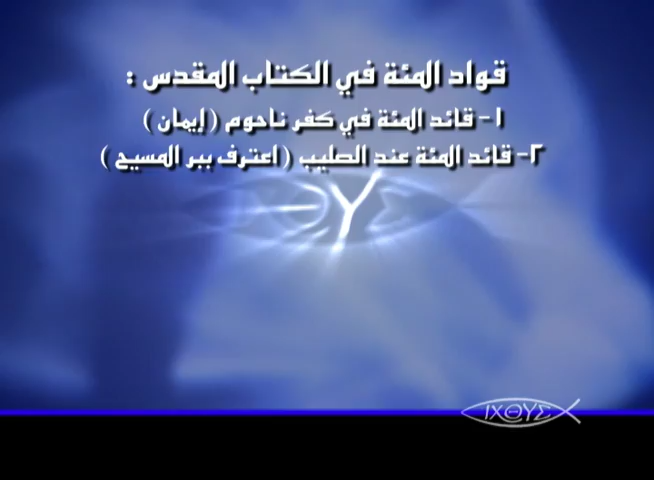 قواد المئة في الكتاب المقدس :
١- قائد المئة في كفر ناحوم ( إيمان )
٢- قائد المئة عند الصليب ( اعترف ببر المسيح )
ΙΧΘΥΣ